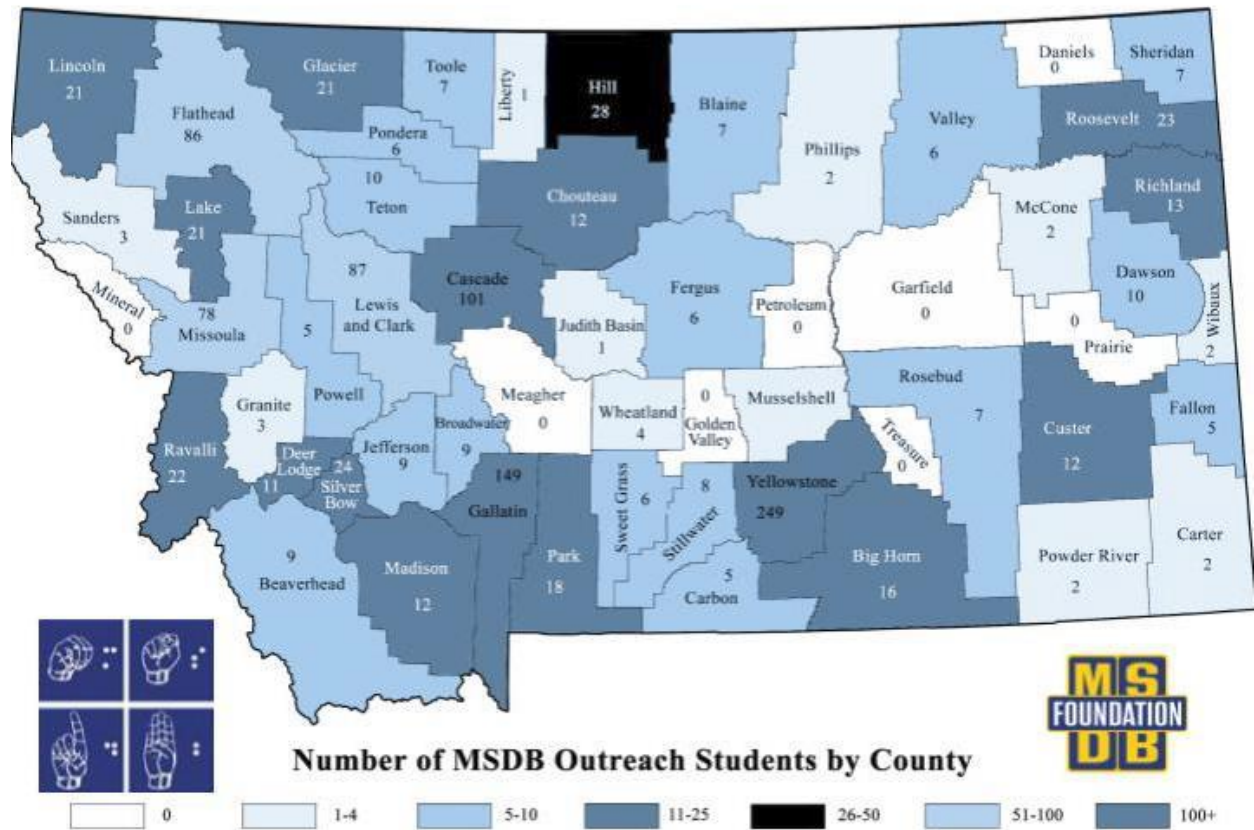 Lincoln
21
Flathead
86
Glacier
21
Toole
7
Liberty
1
Hill
28
Blaine
7
Phillips
2
Valley
6
Daniels
0
Sheridan
7
Roosevelt 23
Pondera
6
10
Teton
Chouteau
12
Richland
13
McCone
2
Sanders
3
Lake
21
Mineral
0
78
Missoula
5
Powell
87
Lewis
and Clark
Cascade
101
Judith Basin
1
Fergus
6
Petroleum
0
Garfield
0
Dawson
10
Wibaux
2
0
Prairie
Ravalli
22
Granite
3
Deer
Lodge
11
24
Silver
Bow
Jefferson
9
Broadwater
9
Meagher
0
Wheatland
4
0
Golden
Valley
Musselshell
Rosebud
7
Treasure
0
Custer
12
Fallon
5
149
Gallatin
Park
18
Sweet Grass
6
8
Stillwater
Yellowstone
249
Big Horn
16
Powder River
2
Carter
2
9
Beaverhead
Madison
12
5
Carbon
MS
FOUNDATION
DB
Number of MSDB Outreach Students by County
0 1-4 5-10 11-25 26-50 51-100 100+